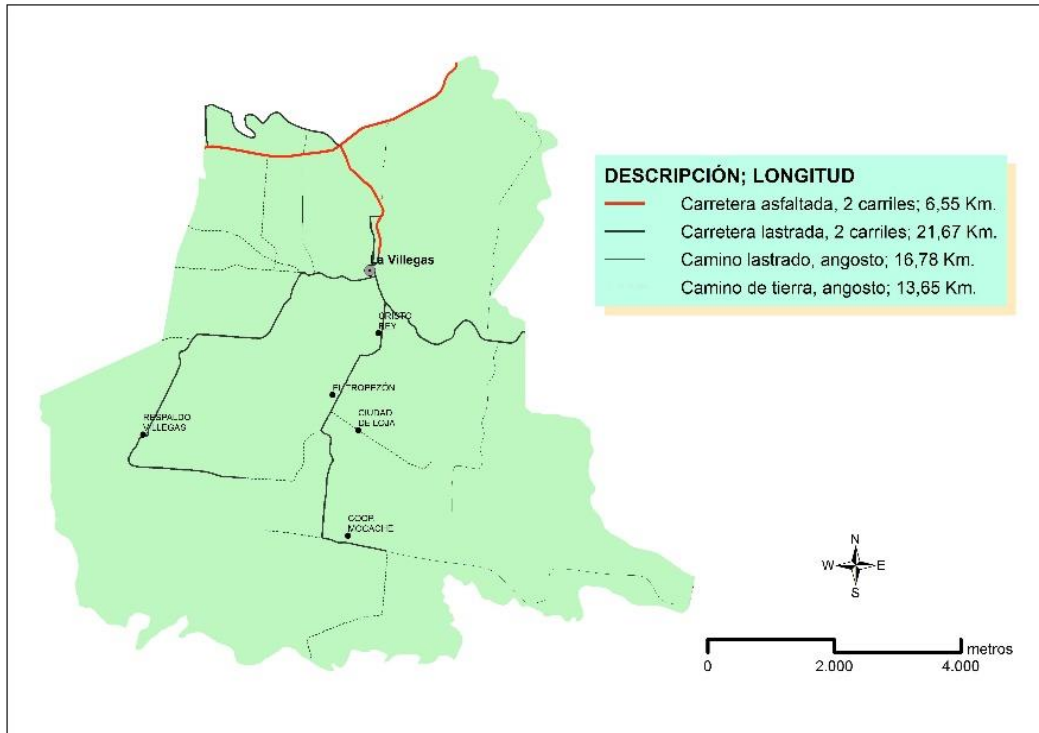 DESCRIPCIÓN; LONGITUD
Carretera asfaltada, 2 carriles; 6,55 Km.
Carretera lastrada, 2 carriles; 21,67 Km.
Camino lastrado, angosto; 16,78 Km.
Camino de tierra, angosto; 13,65 Km.
La Villegas
CRISTO
REY
EL TROPEZÓN
CIUDAD
DE LOJA
RESPALDO
VILLEGAS
COOP.
MOCACHE
N
W E
S
metros
0 2.000 4.000